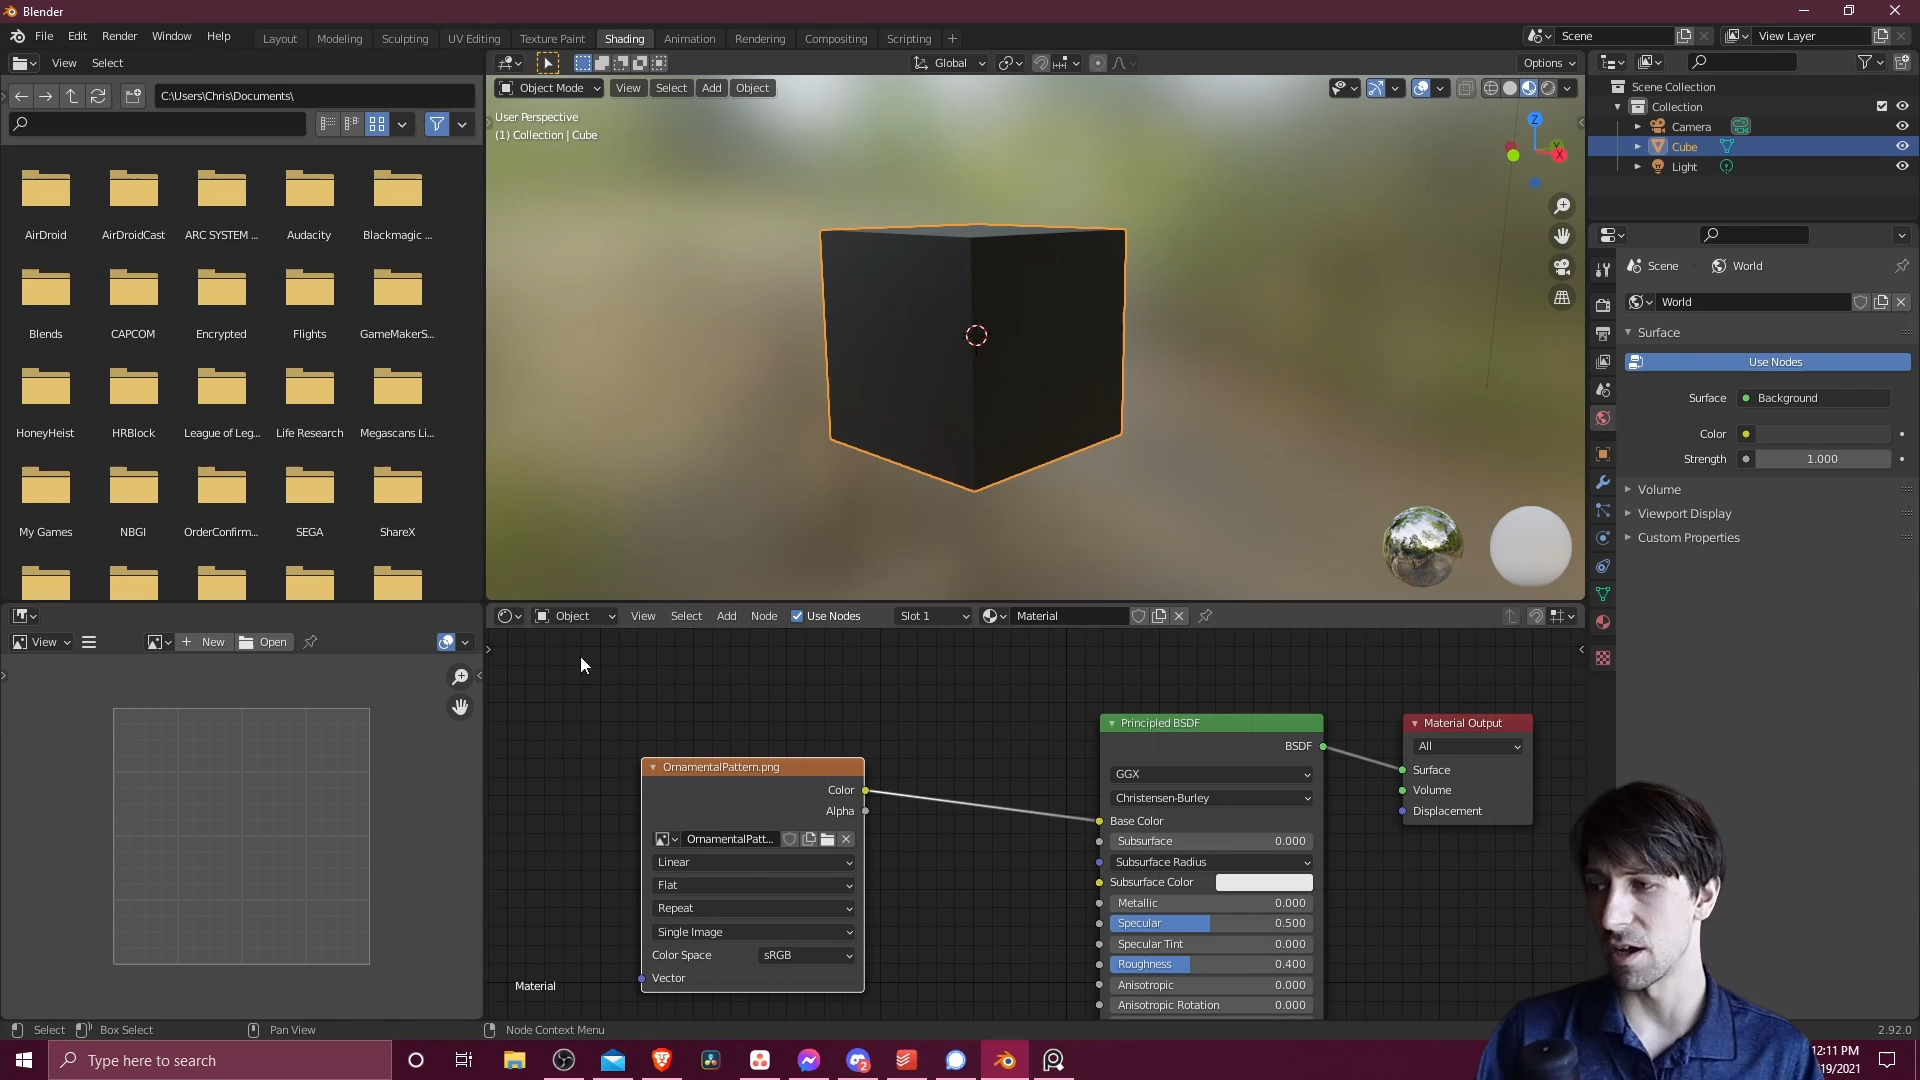 Blender
File Edit Render Window Help Layout Modeling Sculpting UV Editing Texture Paint Shading Animation Rendering Compositing Scripting + Scene View Layer
View Select Global Options
C:\Users\Chris\Documents\
Object Mode View Select Add Object
User Perspective
(1) Collection | Cube
Z
Y
X
AirDroid AirDroidCast ARC SYSTEM ... Audacity Blackmagic ...
Blends CAPCOM Encrypted Flights GameMakerS...
HoneyHeist HRBlock League of Leg... Life Research Megascans Li...
My Games NBGI OrderConfirm... SEGA ShareX
Scene Collection
Collection
Camera
Cube
Light
Scene World
World
Surface
Use Nodes
Surface Background
Color
Strength 1.000
Volume
Viewport Display
Custom Properties
View + New Open
Object View Select Add Node Use Nodes Slot 1 Material
OrnamentalPattern.png
Color
Alpha
OrnamentalPatt...
Linear
Flat
Repeat
Single Image
Color Space sRGB
Vector
Material
Principled BSDF
BSDF
GGX
Christensen-Burley
Base Color
Subsurface 0.000
Subsurface Radius
Subsurface Color
Metallic 0.000
Specular 0.500
Specular Tint 0.000
Roughness 0.400
Anisotropic 0.000
Anisotropic Rotation 0.000
Material Output
All
Surface
Volume
Displacement
Select Box Select Pan View Node Context Menu 2.92.0
Type here to search
2
12:11 PM
/19/2021